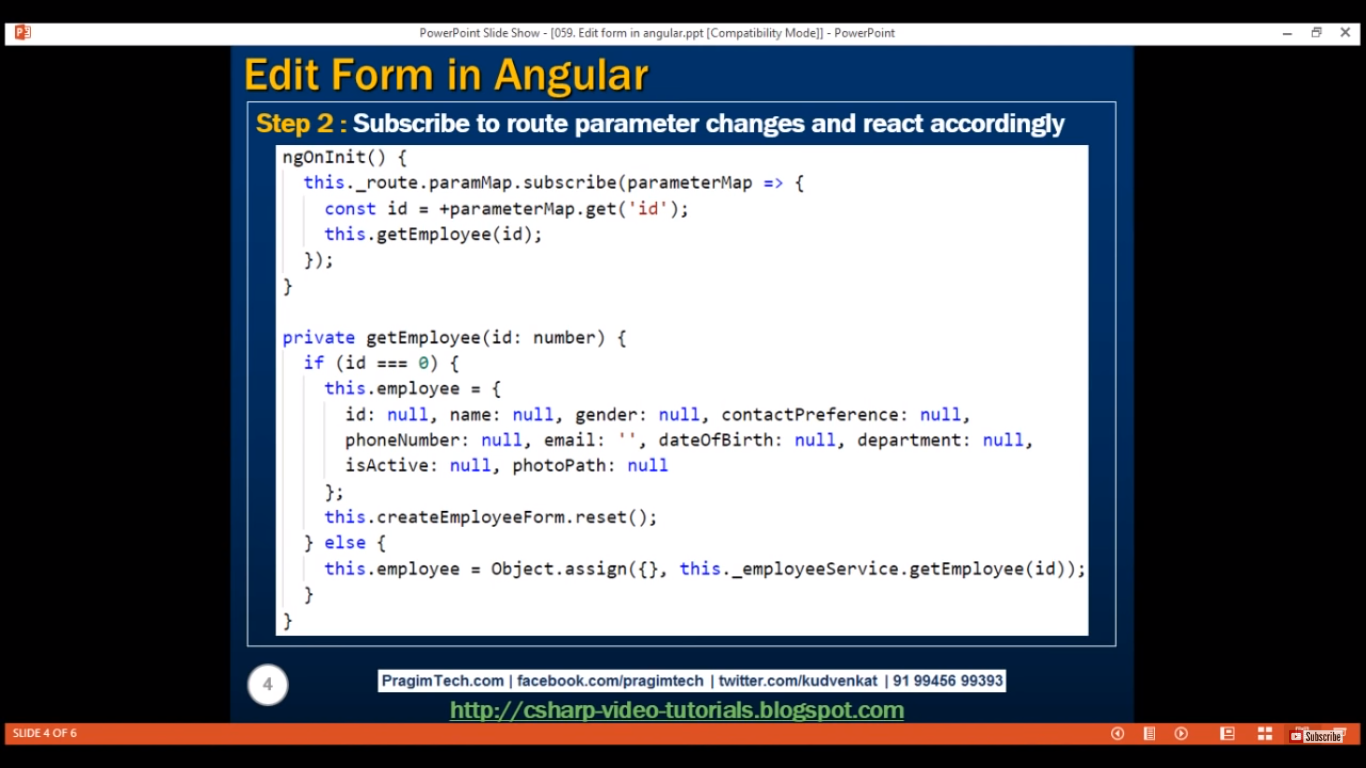 PowerPoint Slide Show - [059. Edit form in angular.ppt [Compatibility Mode]] - PowerPoint
Edit Form in Angular
Step 2 : Subscribe to route parameter changes and react accordingly
ngOnInit() {
  this._route.paramMap.subscribe(parameterMap => {
    const id = +parameterMap.get('id');
    this.getEmployee(id);
  });
}

private getEmployee(id: number) {
  if (id === 0) {
    this.employee = {
      id: null, name: null, gender: null, contactPreference: null,
      phoneNumber: null, email: '', dateOfBirth: null, department: null,
      isActive: null, photoPath: null
    };
    this.createEmployeeForm.reset();
  } else {
    this.employee = Object.assign({}, this._employeeService.getEmployee(id));
  }
}
4
PragimTech.com | facebook.com/pragimtech | twitter.com/kudvenkat | 91 99456 99393
http://csharp-video-tutorials.blogspot.com
SLIDE 4 OF 6
Subscribe